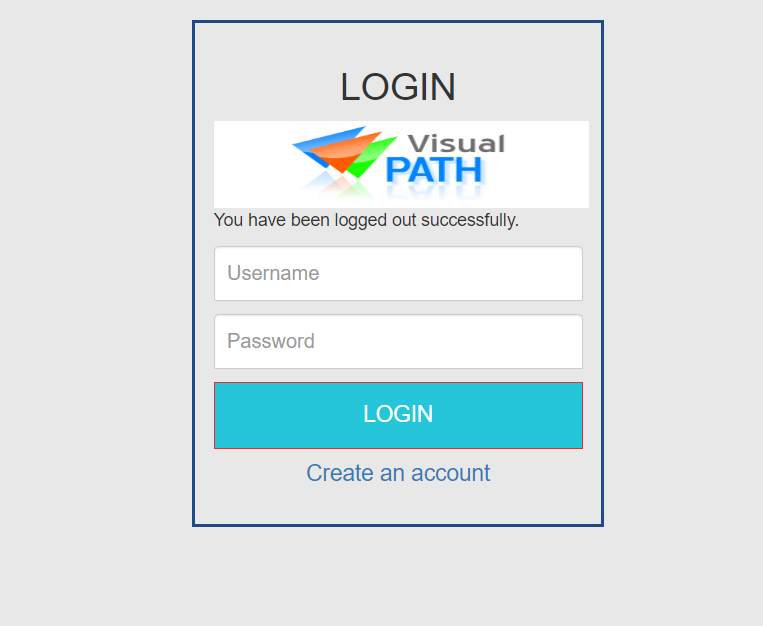 LOGIN
Visual
PATH
You have been logged out successfully.
Username
Password
LOGIN
Create an account